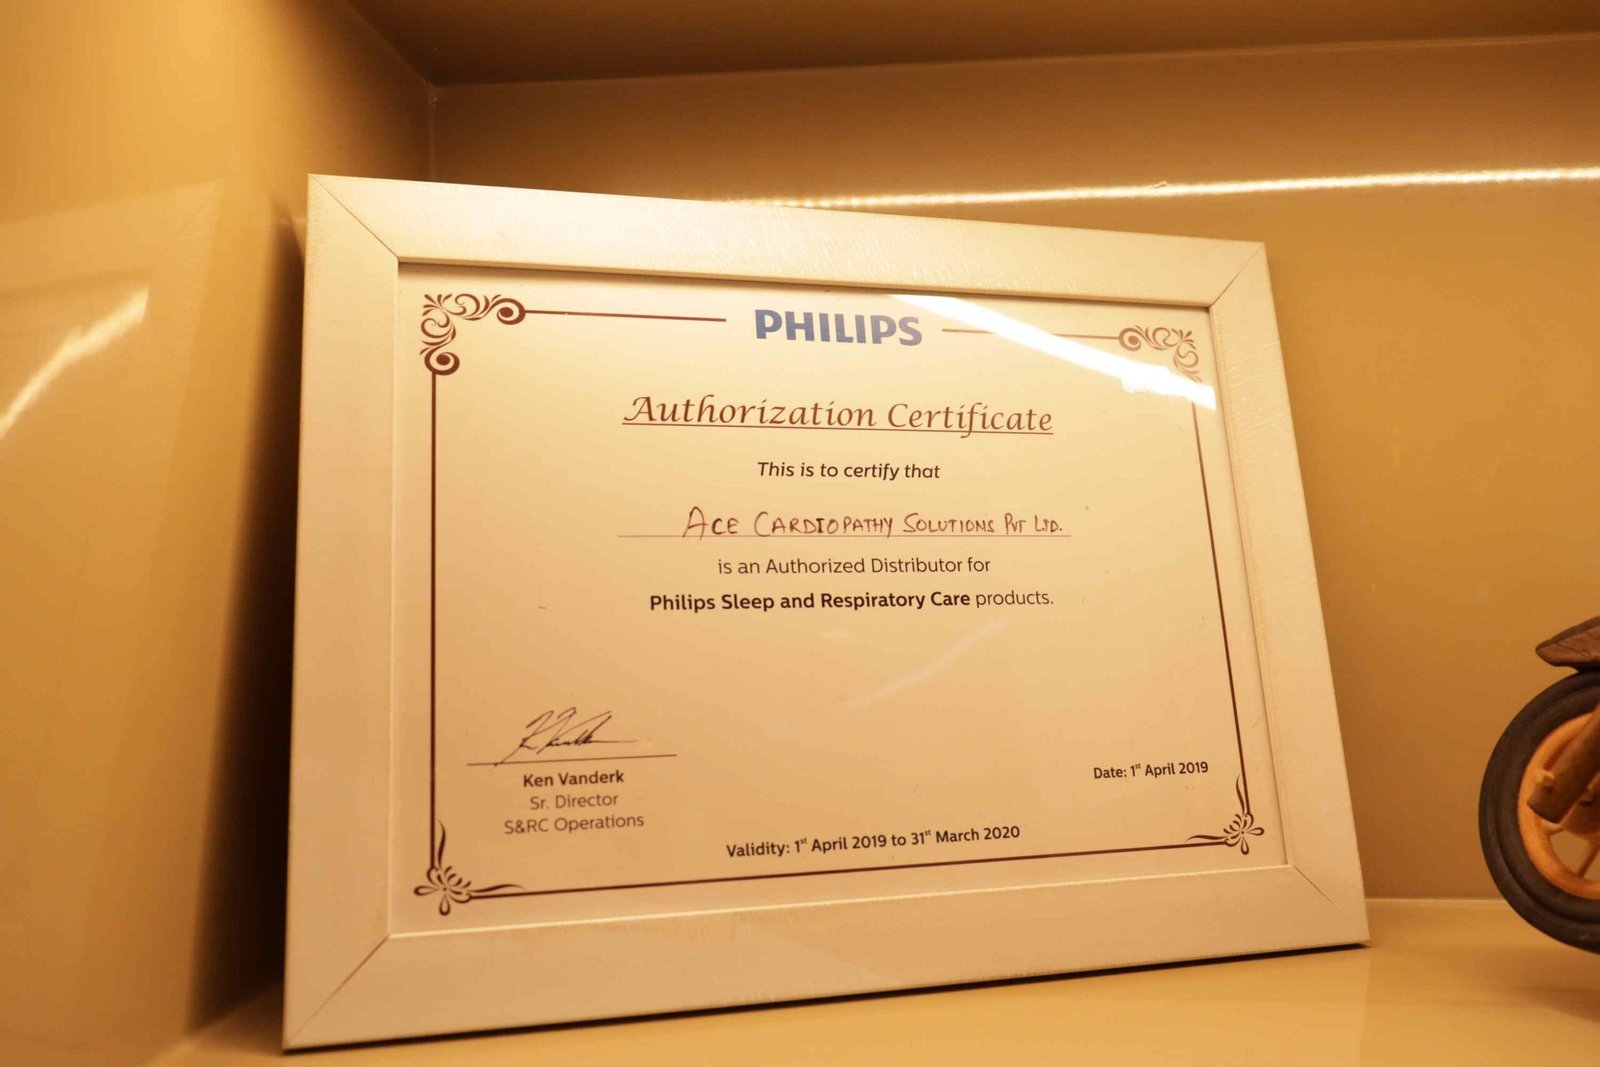 PHILIPS
Authorization Certificate
This is to certify that
ACE CARDIOPATHY SOLUTIONS PVT LTD.
is an Authorized Distributor for
Philips Sleep and Respiratory Care products.
Ken Vanderk
Sr. Director
S&RC Operations
Date: 1st April 2019
Validity: 1st April 2019 to 31st March 2020